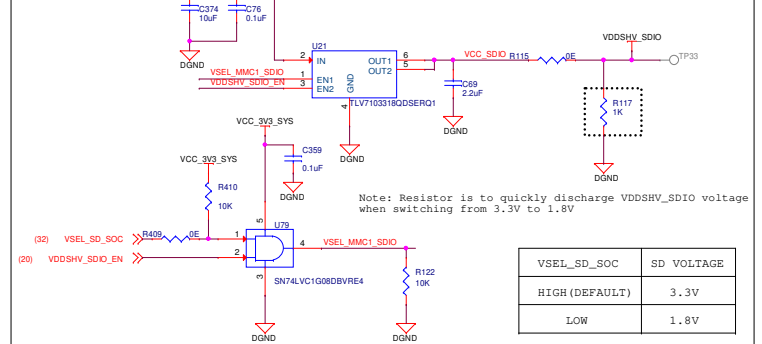 C374
10uF
C76
0.1uF
DGND
U21
2
IN
OUT1
6
OUT2
5
VSEL_MMC1_SDIO
1
EN1
VDDSHV_SDIO_EN
3
EN2
GND
4
TLV7103318QDSERQ1
DGND
VCC_SDIO
R115
0E
C69
2.2uF
DGND
VDDSHV_SDIO
TP33
R117
1K
DGND
Note: Resistor is to quickly discharge VDDSHV_SDIO voltage
when switching from 3.3V to 1.8V
VCC_3V3_SYS
C359
0.1uF
DGND
VCC_3V3_SYS
R410
10K
(32)
VSEL_SD_SOC
R409
0E
(20)
VDDSHV_SDIO_EN
5
U79
1
2
4
3
SN74LVC1G08DBVRE4
VSEL_MMC1_SDIO
R122
10K
DGND
DGND
VSEL_SD_SOC SD VOLTAGE
HIGH(DEFAULT) 3.3V
LOW 1.8V